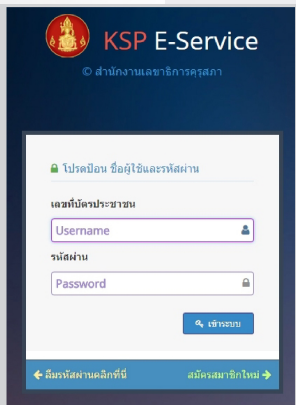 KSP E-Service
© สำนักงานเลขาธิการคุรุสภา
โปรดป้อน ชื่อผู้ใช้และรหัสผ่าน
เลขที่บัตรประชาชน
Username
รหัสผ่าน
Password
เข้าระบบ
ลืมรหัสผ่านคลิกที่นี่ สมัครสมาชิกใหม่